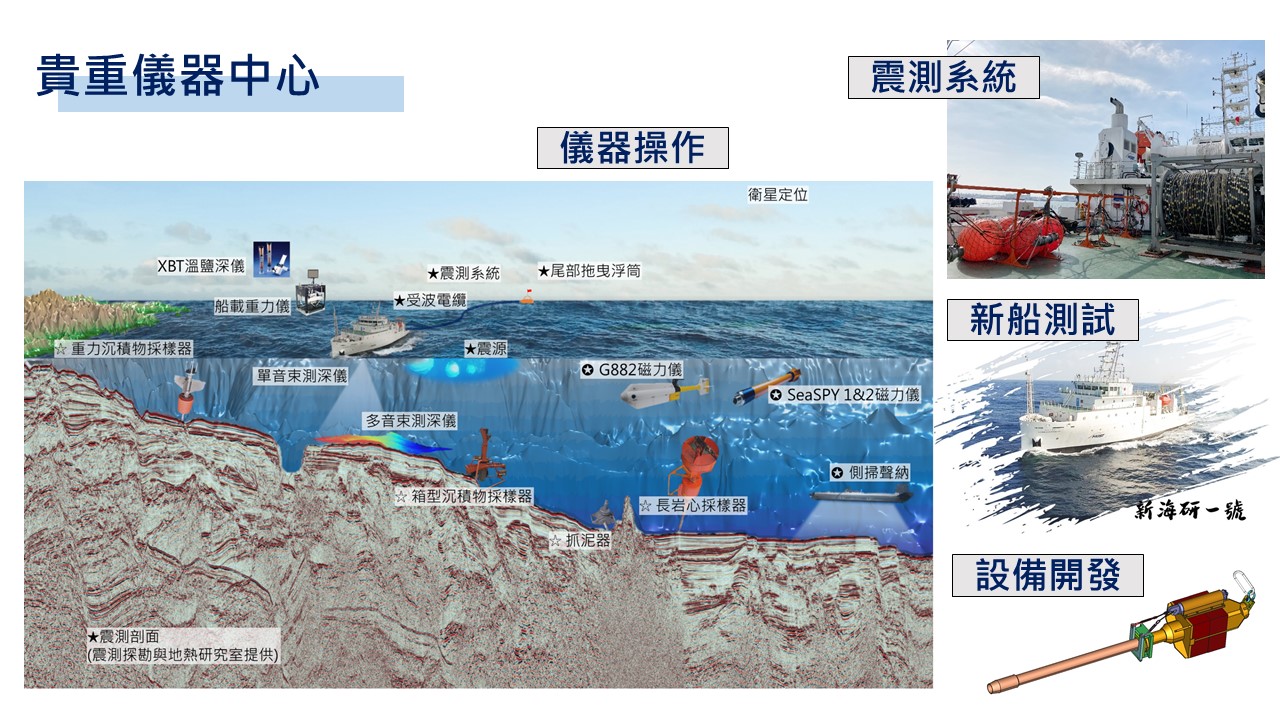 貴重儀器中心
震測系統
儀器操作
衛星定位
XBT溫鹽深儀
★震測系統
★尾部拖曳浮筒
船載重力儀
★受波電纜
☆ 重力沉積物採樣器
★震源
單音束測深儀
✪ G882磁力儀
✪ SeaSPY 1&2磁力儀
多音束測深儀
✪ 側掃聲納
☆ 箱型沉積物採樣器
☆ 長岩心採樣器
☆ 抓泥器
★震測剖面
(震測探勘與地熱研究室提供)
新船測試
新海研一號
設備開發